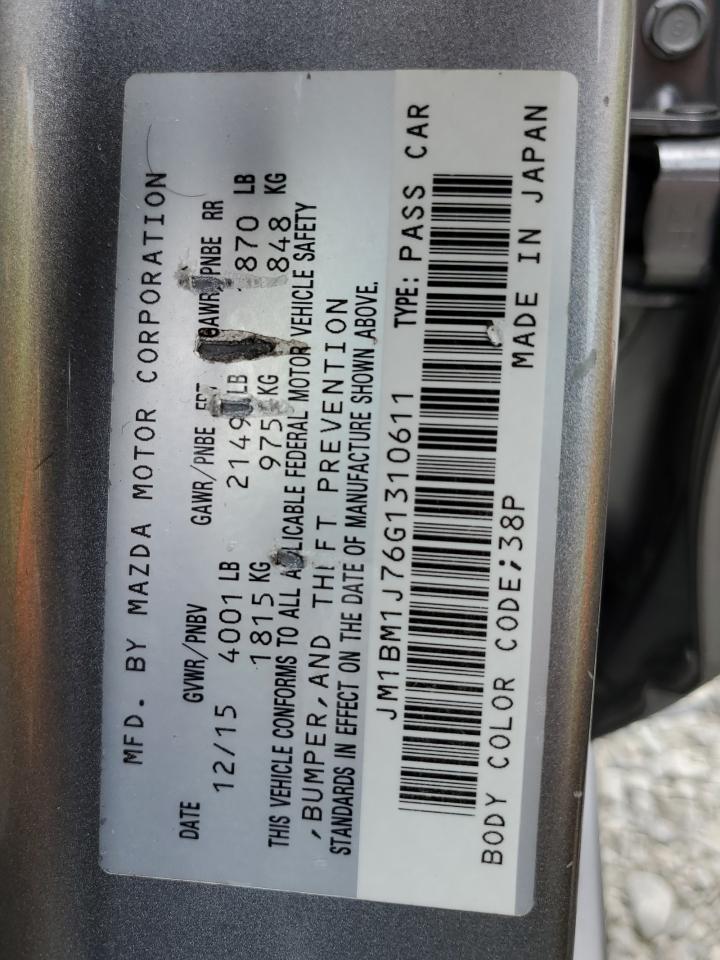 MFD. BY MAZDA MOTOR CORPORATION
DATE GVWR/PNBV GAWR/PNBE FRT GAWR/PNBE RR
12/15 4001 LB 2149 LB 870 LB
1815 KG 975 KG 848 KG
THIS VEHICLE CONFORMS TO ALL APPLICABLE FEDERAL MOTOR VEHICLE SAFETY
,BUMPER,AND THEFT PREVENTION
STANDARDS IN EFFECT ON THE DATE OF MANUFACTURE SHOWN ABOVE.
JM1BM1J76G1310611 TYPE: PASS CAR
BODY COLOR CODE;38P MADE IN JAPAN